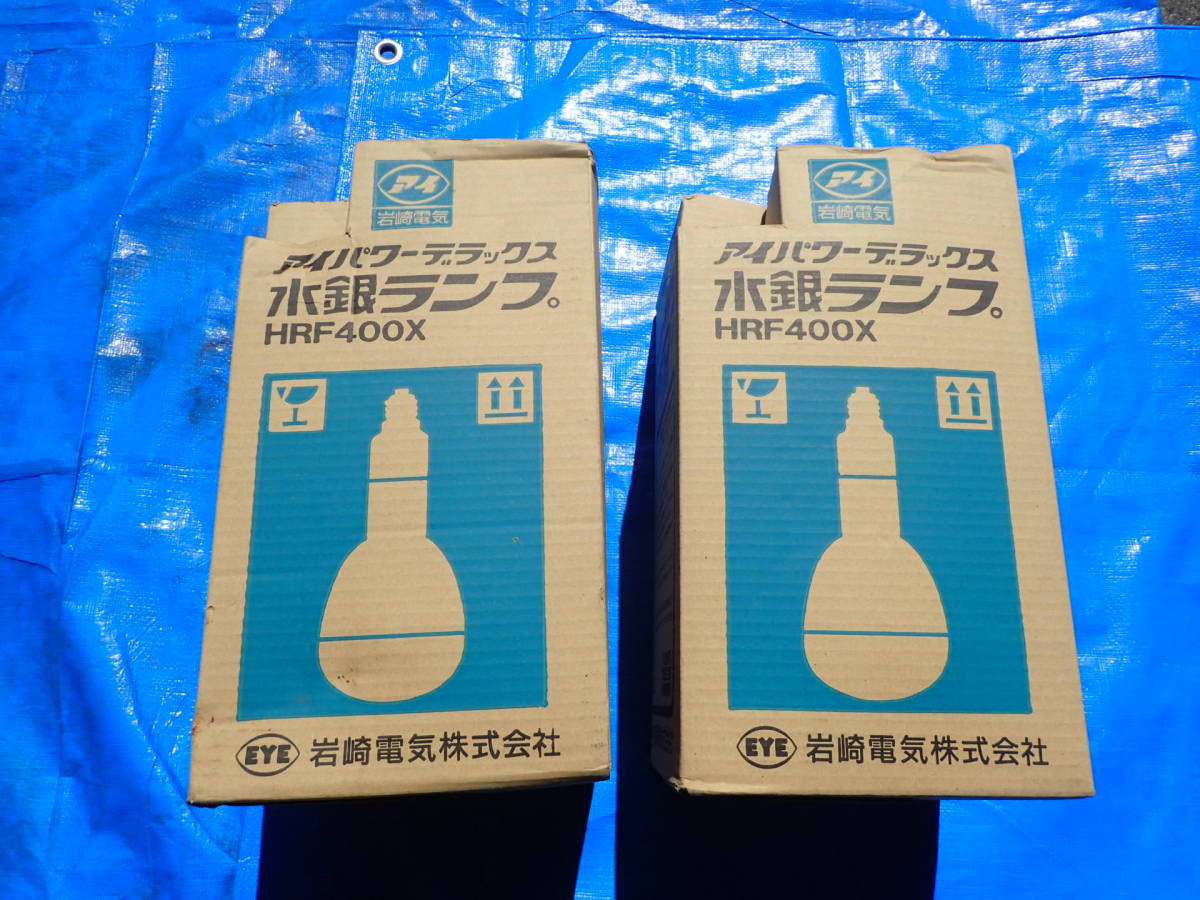 アイ
岩崎電気
アイパワーデラックス
水銀ランプ。
HRF400X
EYE 岩崎電気株式会社
アイ
岩崎電気
アイパワーデラックス
水銀ランプ。
HRF400X
EYE 岩崎電気株式会社